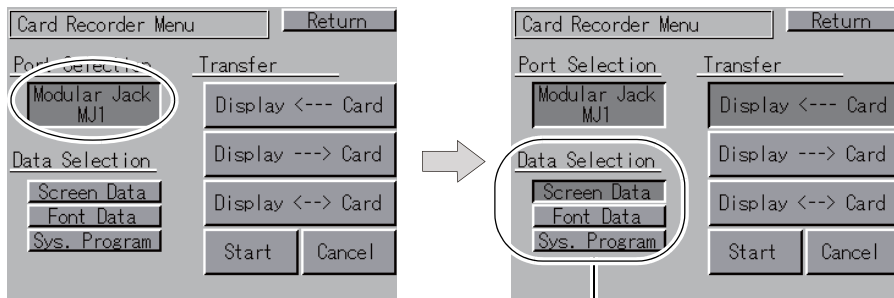 Card Recorder Menu
Return
Port Selection
Transfer
Modular Jack
MJ1
Display <--- Card
Data Selection
Display ---> Card
Screen Data
Font Data
Sys. Program
Display <--> Card
Start
Cancel
Card Recorder Menu
Return
Port Selection
Transfer
Modular Jack
MJ1
Display <--- Card
Data Selection
Display ---> Card
Screen Data
Font Data
Sys. Program
Display <--> Card
Start
Cancel